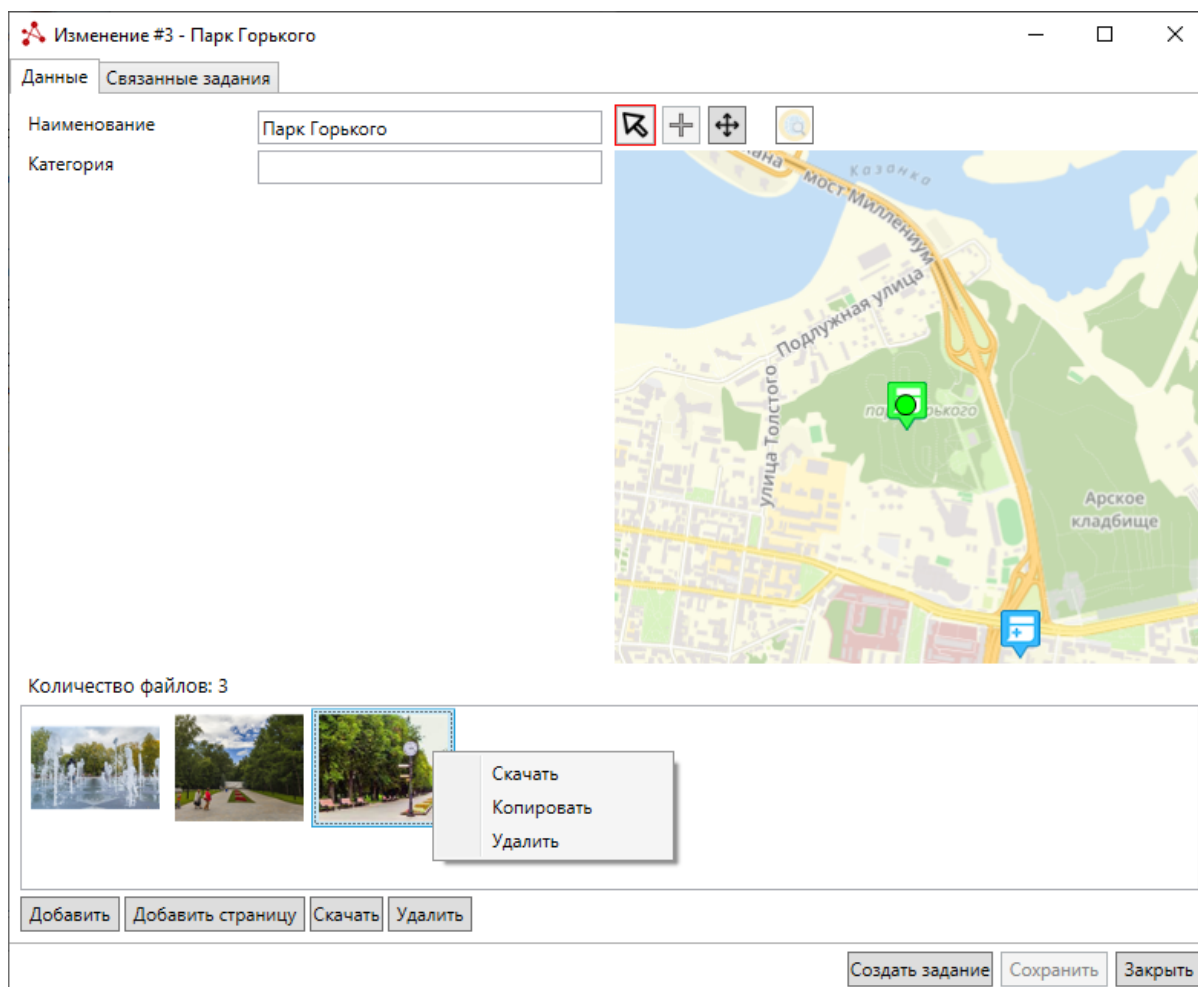 Изменение #3 - Парк Горького
Данные
Связанные задания
Наименование
Парк Горького
Категория
Казанка
мост Миллениум
Подлужная улица
улица Толстого
Арское
кладбище
Количество файлов: 3
Скачать
Копировать
Удалить
Добавить
Добавить страницу
Скачать
Удалить
Создать задание
Сохранить
Закрыть